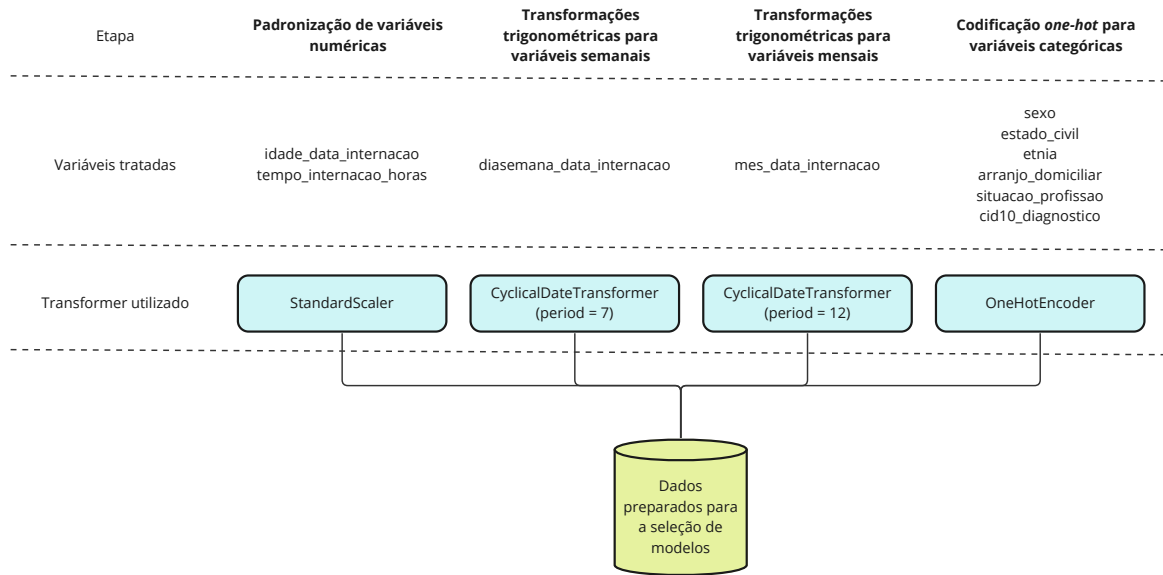 Etapa
Padronização de variáveis
numéricas
Transformações
trigonométricas para
variáveis semanais
Transformações
trigonométricas para
variáveis mensais
Codificação one-hot para
variáveis categóricas
Variáveis tratadas
idade_data_internacao
tempo_internacao_horas
diasemana_data_internacao
mes_data_internacao
sexo
estado_civil
etnia
arranjo_domiciliar
situacao_profissao
cid10_diagnostico
Transformer utilizado
StandardScaler
CyclicalDateTransformer
(period = 7)
CyclicalDateTransformer
(period = 12)
OneHotEncoder
Dados
preparados para
a seleção de
modelos